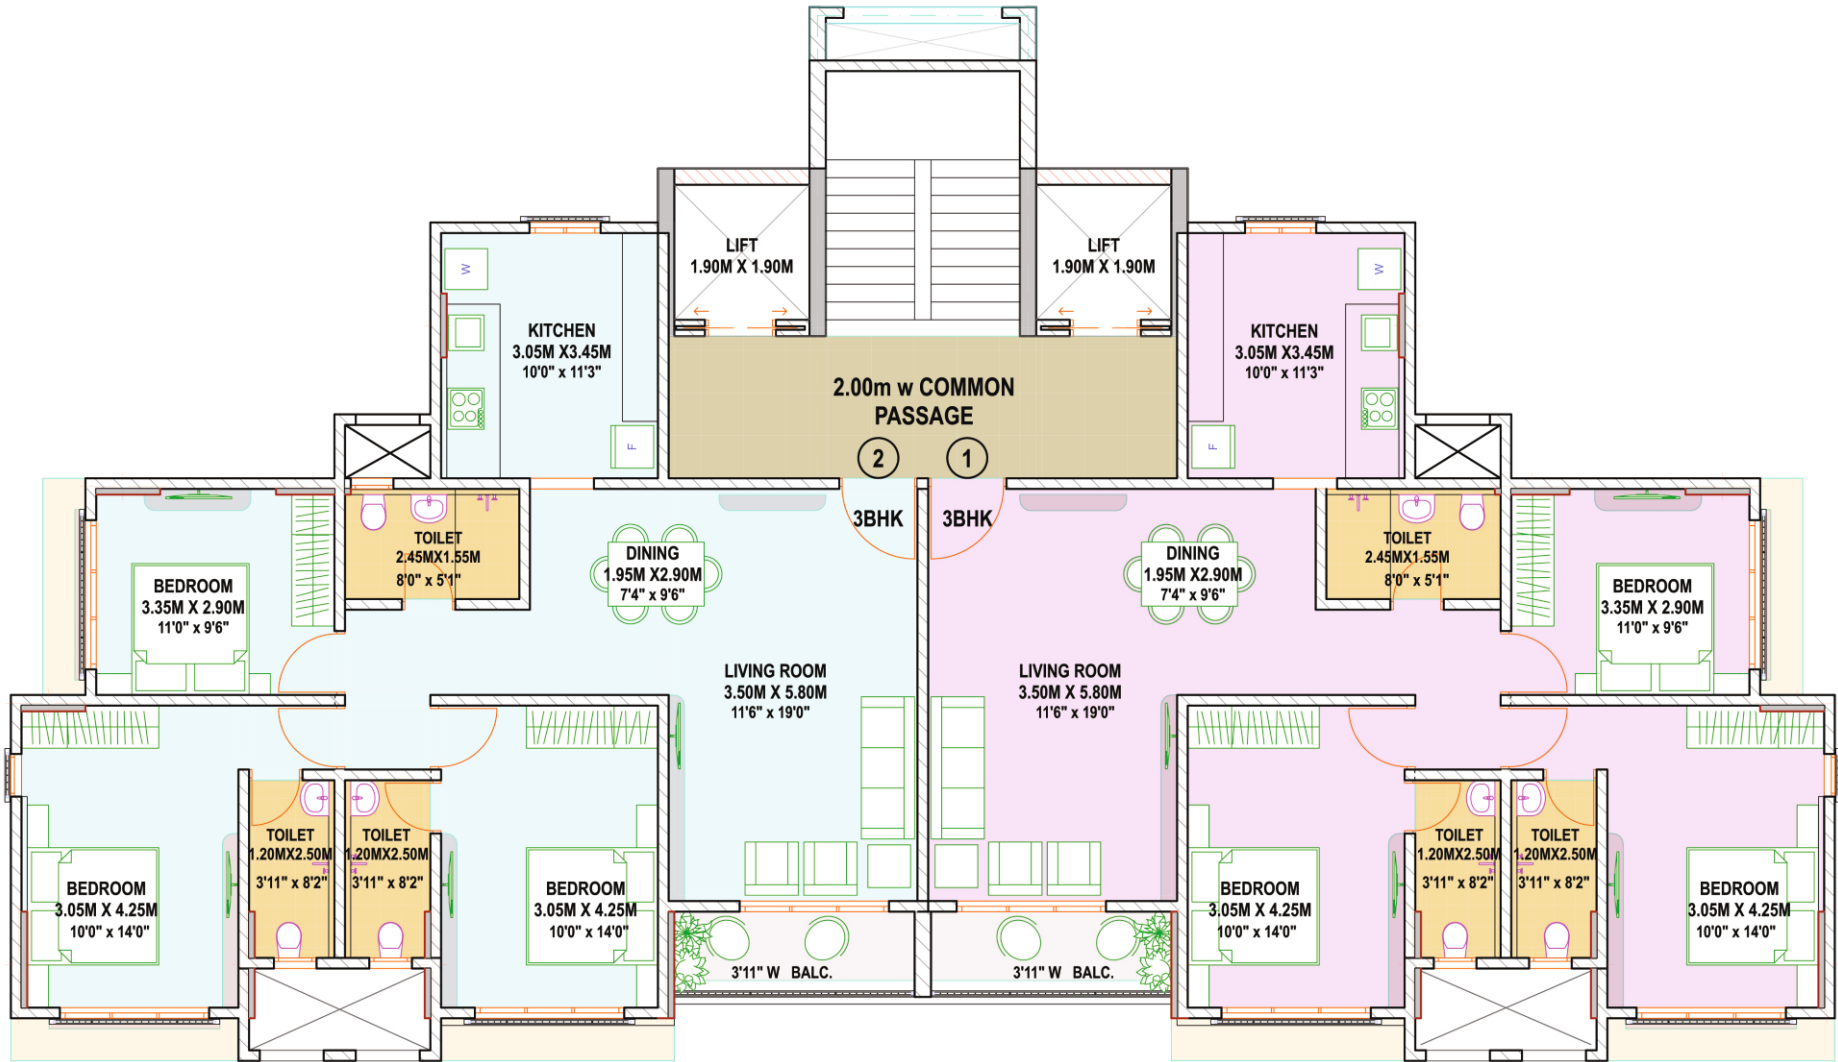 LIFT
1.90M X 1.90M
LIFT
1.90M X 1.90M
W
KITCHEN
3.05M X3.45M
10'0" x 11'3"
F
W
KITCHEN
3.05M X3.45M
10'0" x 11'3"
F
2.00m w COMMON
PASSAGE
2
1
3BHK
3BHK
TOILET
2.45MX1.55M
8'0" x 5'1"
DINING
1.95M X2.90M
7'4" x 9'6"
DINING
1.95M X2.90M
7'4" x 9'6"
TOILET
2.45MX1.55M
8'0" x 5'1"
BEDROOM
3.35M X 2.90M
11'0" x 9'6"
BEDROOM
3.35M X 2.90M
11'0" x 9'6"
LIVING ROOM
3.50M X 5.80M
11'6" x 19'0"
LIVING ROOM
3.50M X 5.80M
11'6" x 19'0"
TOILET
1.20MX2.50M
3'11" x 8'2"
TOILET
1.20MX2.50M
3'11" x 8'2"
TOILET
1.20MX2.50M
3'11" x 8'2"
TOILET
1.20MX2.50M
3'11" x 8'2"
BEDROOM
3.05M X 4.25M
10'0" x 14'0"
BEDROOM
3.05M X 4.25M
10'0" x 14'0"
BEDROOM
3.05M X 4.25M
10'0" x 14'0"
BEDROOM
3.05M X 4.25M
10'0" x 14'0"
3'11" W BALC.
3'11" W BALC.